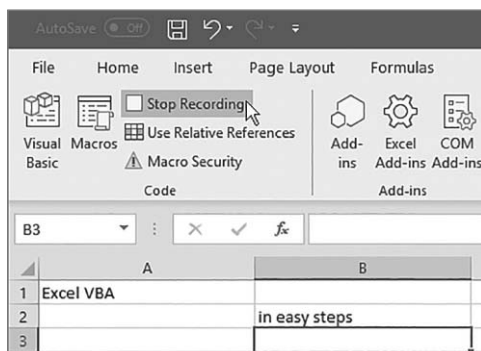 AutoSave Off
File Home Insert Page Layout Formulas
Stop Recording
Use Relative References
Macro Security
Visual Basic
Macros
Code
Add-ins
Excel Add-ins
COM Add-ins
Add-ins
B3 fx
A B
1 Excel VBA
2 in easy steps
3